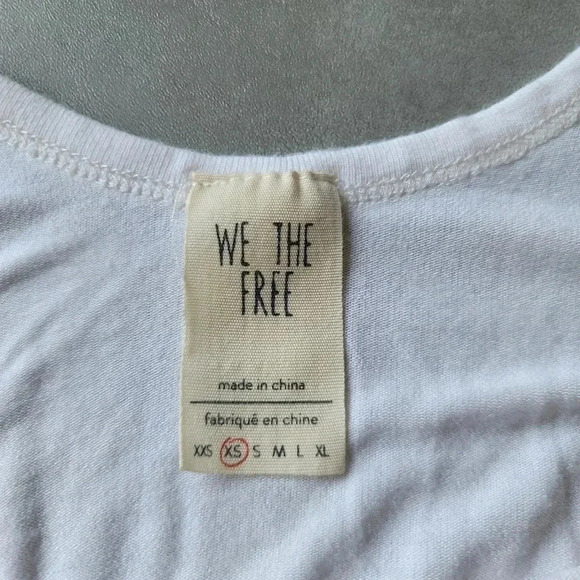 WE THE
FREE
made in china
fabriqué en chine
XXS XS S M L XL